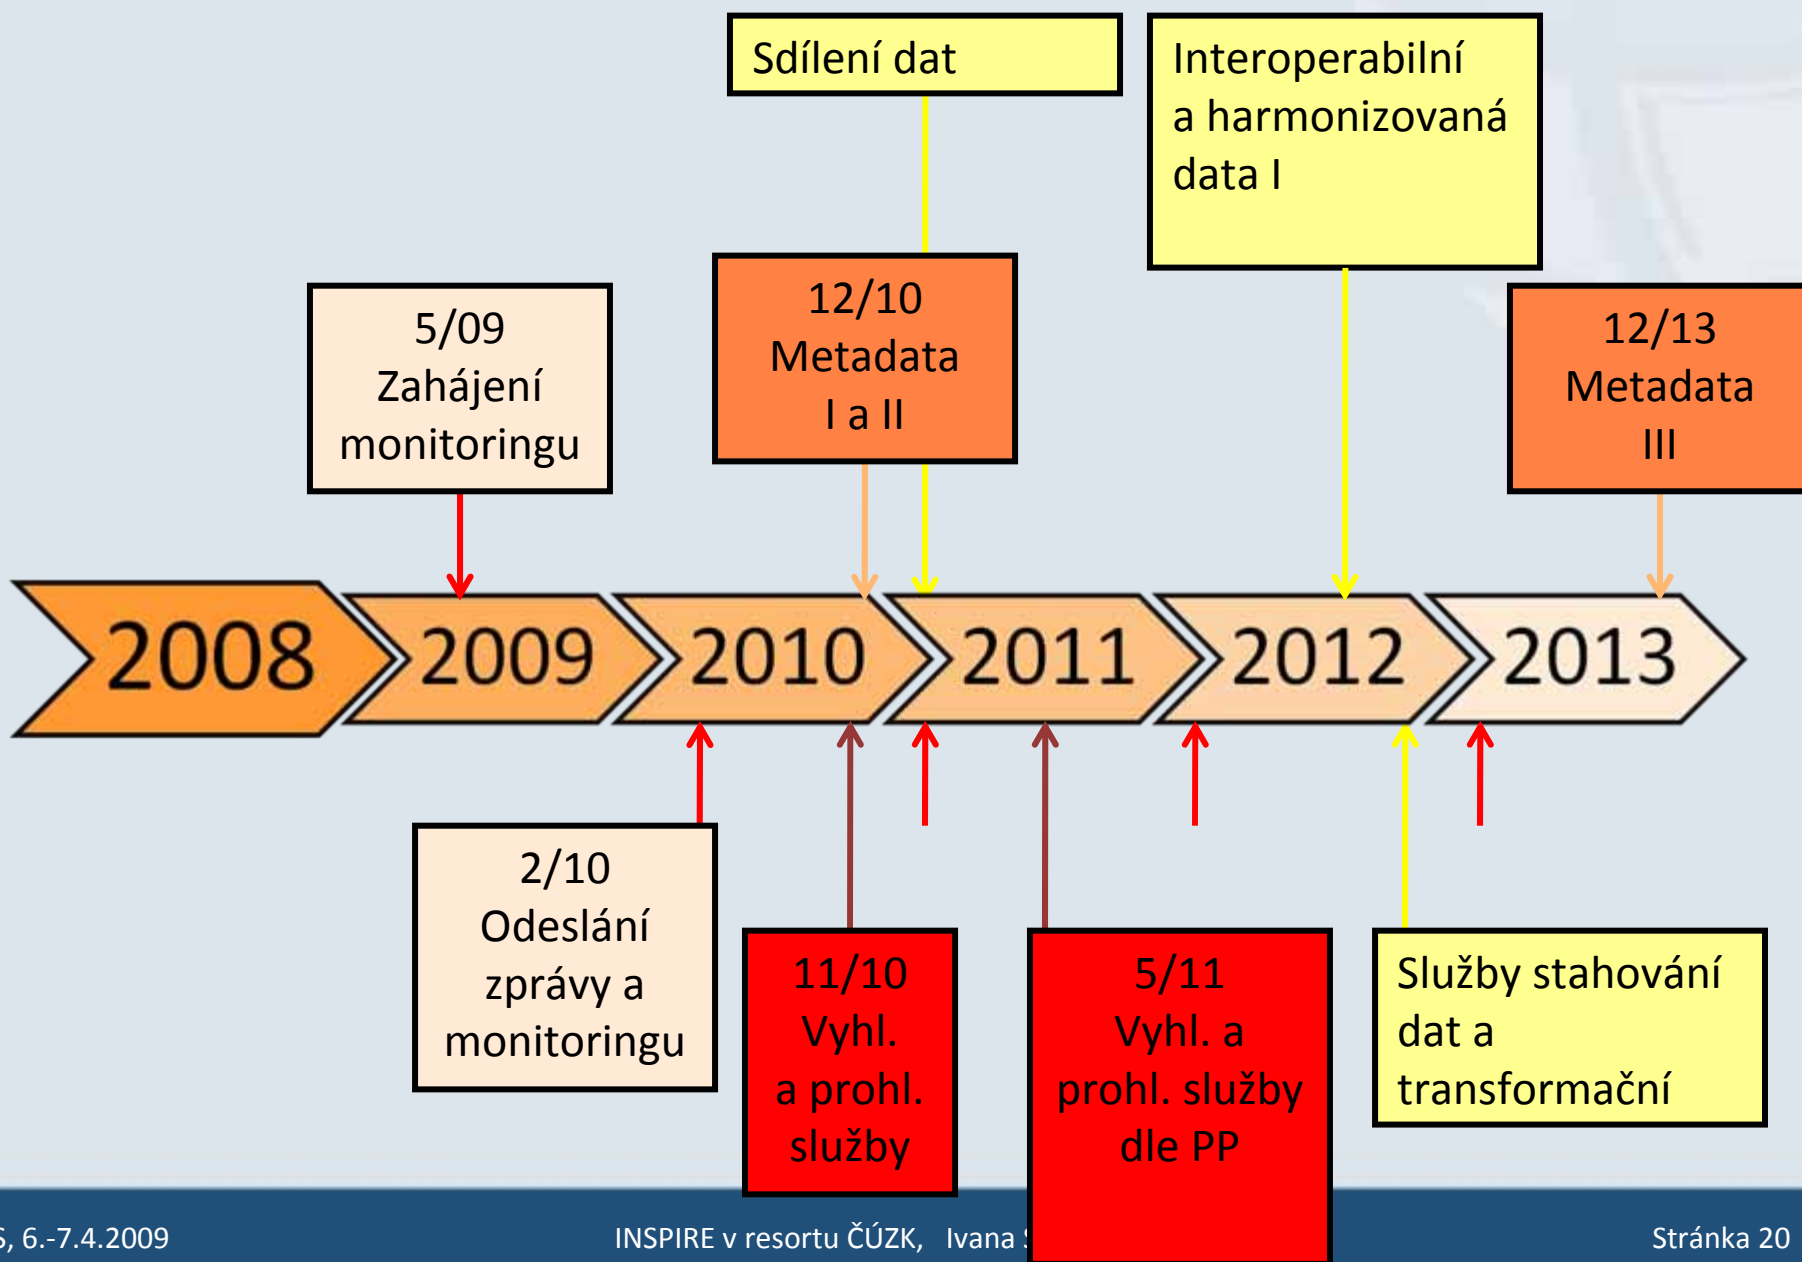 Sdílení dat
Interoperabilní
a harmonizovaná
data I
5/09
Zahájení
monitoringu
12/10
Metadata
I a II
12/13
Metadata
III
2008
2009
2010
2011
2012
2013
2/10
Odeslání
zprávy a
monitoringu
11/10
Vyhl.
a prohl.
služby
5/11
Vyhl. a
prohl. služby
dle PP
Služby stahování
dat a
transformační
6.-7.4.2009
INSPIRE v resortu ČÚZK, Ivana
Stránka 20